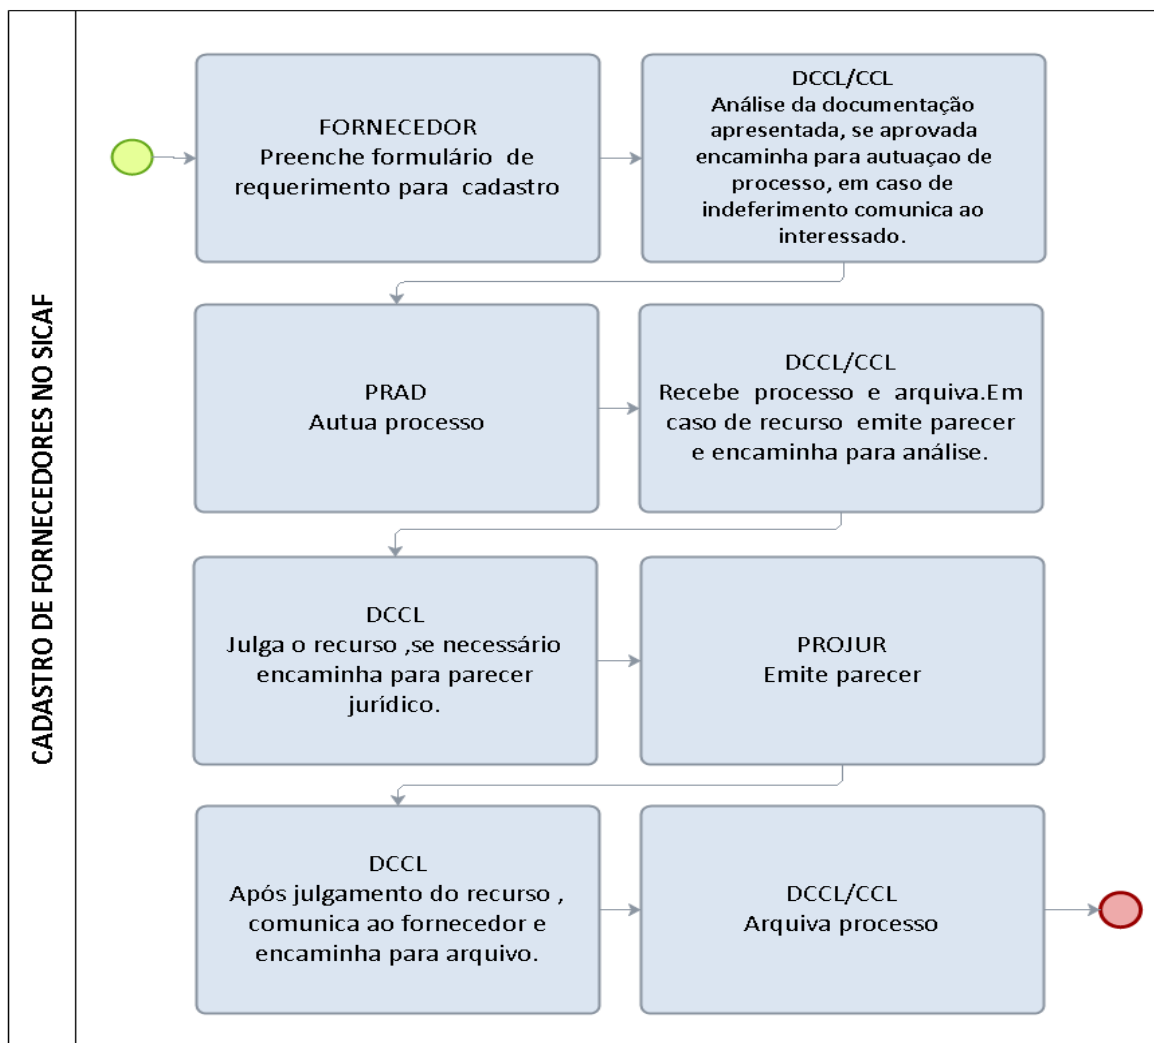 CADASTRO DE FORNECEDORES NO SICAF
FORNECEDOR
Preenche formulário de
requerimento para cadastro
DCCL/CCL
Análise da documentação
apresentada, se aprovada
encaminha para autuaçao de
processo, em caso de
indeferimento comunica ao
interessado.
PRAD
Autua processo
DCCL/CCL
Recebe processo e arquiva.Em
caso de recurso emite parecer
e encaminha para análise.
DCCL
Julga o recurso ,se necessário
encaminha para parecer
jurídico.
PROJUR
Emite parecer
DCCL
Após julgamento do recurso ,
comunica ao fornecedor e
encaminha para arquivo.
DCCL/CCL
Arquiva processo